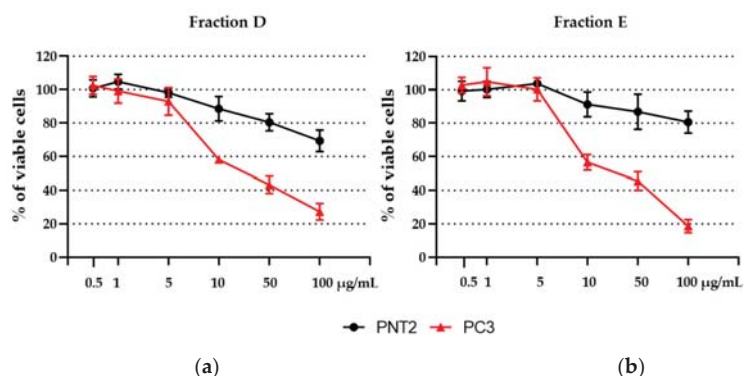 Fraction D
% of viable cells
120
100
80
60
40
20
0
0.5 1 5 10 50 100 µg/mL
Fraction E
% of viable cells
120
100
80
60
40
20
0
0.5 1 5 10 50 100 µg/mL
PNT2 PC3
(a) (b)